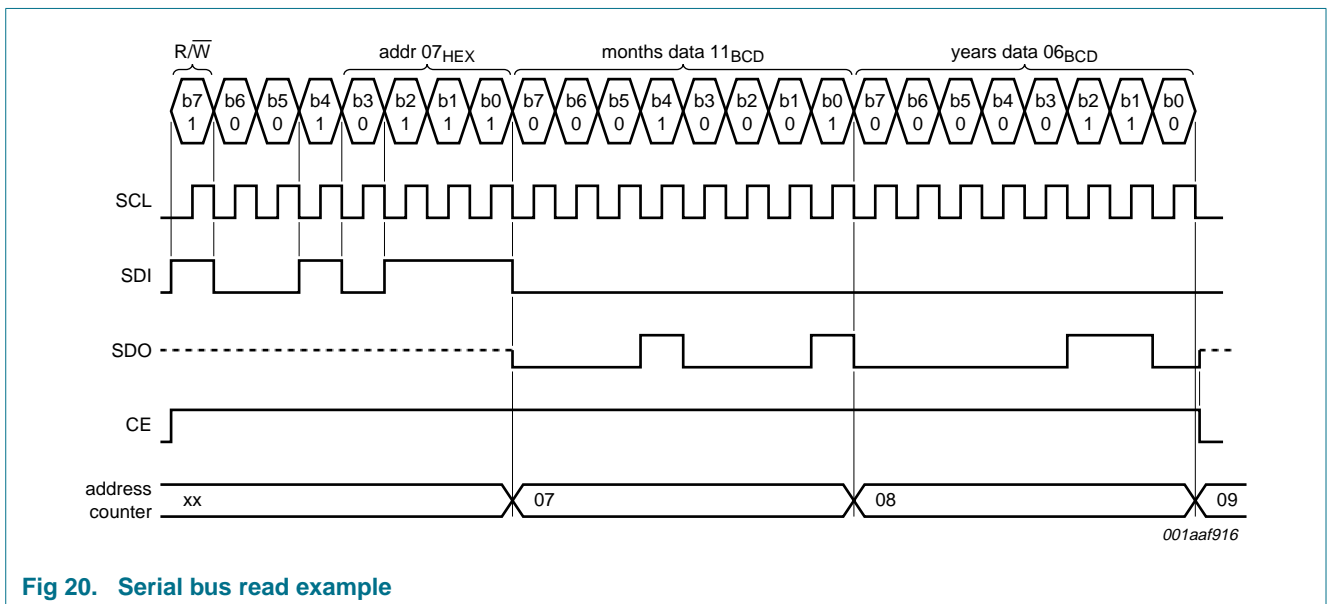 R/W addr 07HEX months data 11BCD years data 06BCD
b7 b6 b5 b4 b3 b2 b1 b0 b7 b6 b5 b4 b3 b2 b1 b0 b7 b6 b5 b4 b3 b2 b1 b0
1 0 0 1 0 1 1 1 0 0 0 1 0 0 0 1 0 0 0 0 0 1 1 0
SCL
SDI
SDO
CE
address
counter
xx 07 08 09
001aaf916
Fig 20. Serial bus read example